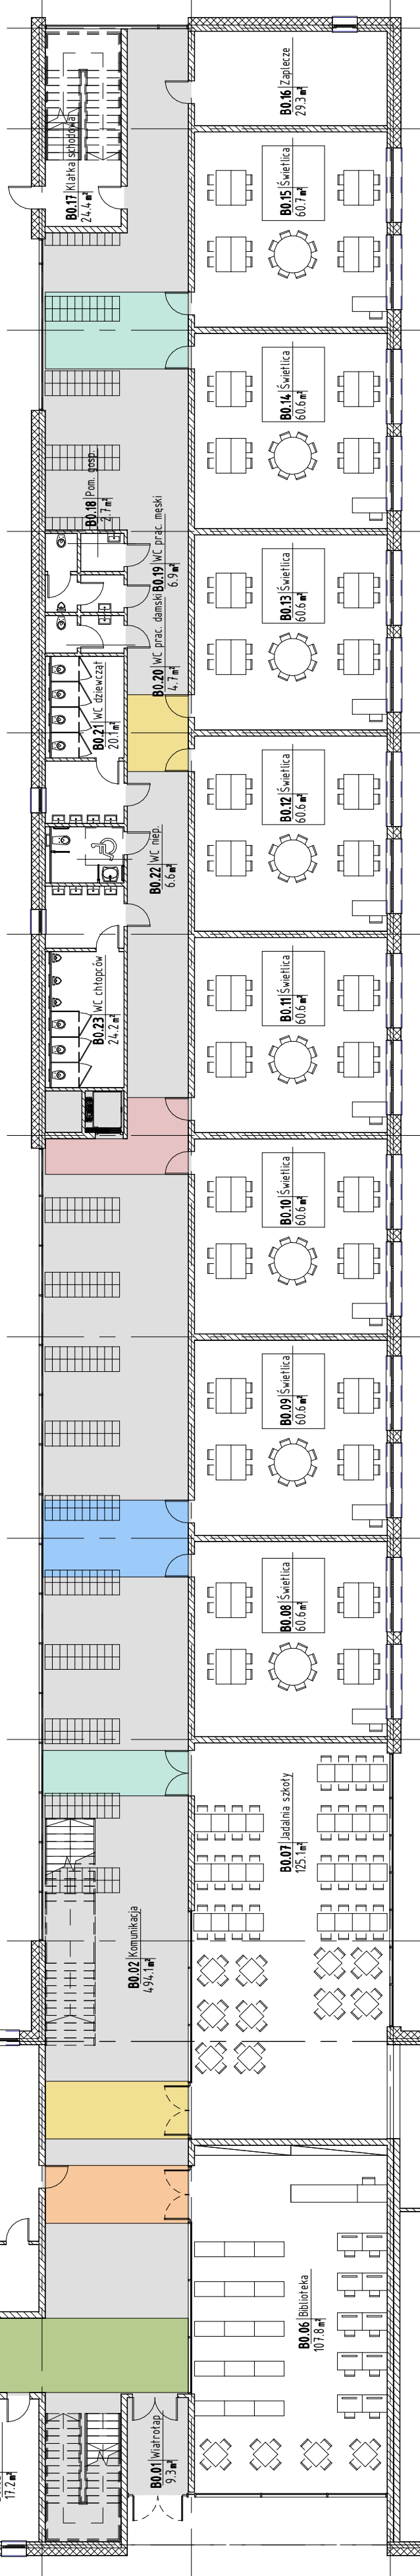 B0.16 Zaplecze
29.3 m²
B0.17 Klatka schodowa
24.4 m²
B0.15 Świetlica
60.7 m²
B0.14 Świetlica
60.6 m²
B0.18 Pom. gosp.
2.7 m²
B0.19 WC prac. męski
6.9 m²
B0.13 Świetlica
60.6 m²
B0.20 WC prac. damski
4.7 m²
B0.21 WC dziewcząt
20.1 m²
B0.12 Świetlica
60.6 m²
B0.22 WC niep.
6.6 m²
B0.23 WC chłopców
24.2 m²
B0.11 Świetlica
60.6 m²
B0.10 Świetlica
60.6 m²
B0.09 Świetlica
60.6 m²
B0.08 Świetlica
60.6 m²
B0.07 Jadalnia szkoły
125.1 m²
B0.02 Komunikacja
494.1 m²
B0.06 Biblioteka
107.8 m²
B0.01 Wiatrołap
9.3 m²
17.2 m²